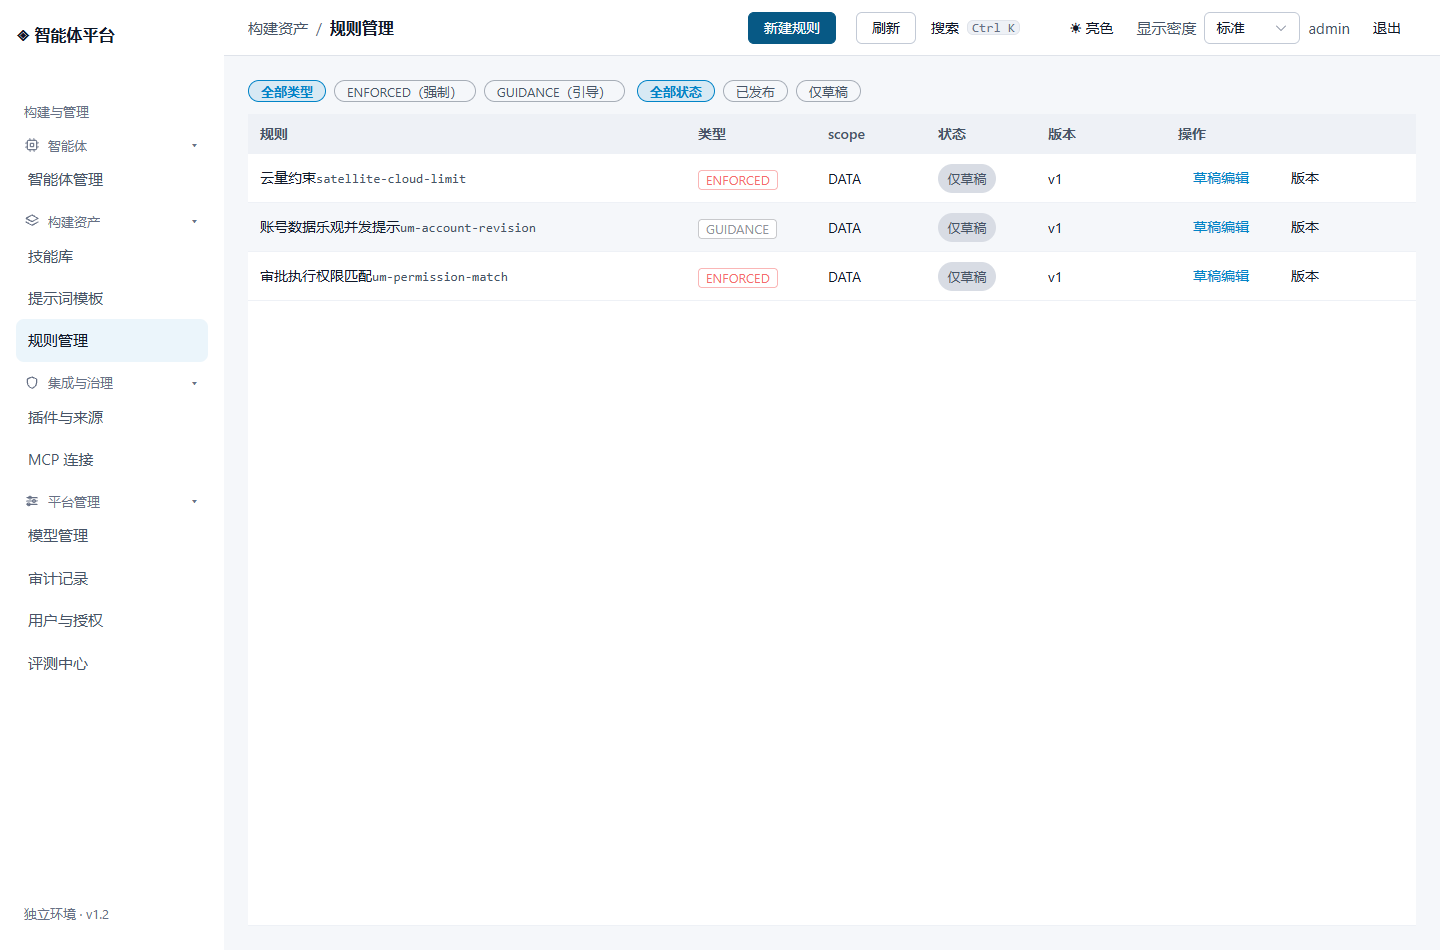 智能体平台
构建与管理
智能体
智能体管理
构建资产
技能库
提示词模板
规则管理
集成与治理
插件与来源
MCP 连接
平台管理
模型管理
审计记录
用户与授权
评测中心
独立环境 · v1.2
构建资产 / 规则管理
新建规则 刷新 搜索 Ctrl K 亮色 显示密度 标准 admin 退出
全部类型 ENFORCED（强制） GUIDANCE（引导） 全部状态 已发布 仅草稿
规则 类型 scope 状态 版本 操作
云量约束satellite-cloud-limit ENFORCED DATA 仅草稿 v1 草稿编辑 版本
账号数据乐观并发提示um-account-revision GUIDANCE DATA 仅草稿 v1 草稿编辑 版本
审批执行权限匹配um-permission-match ENFORCED DATA 仅草稿 v1 草稿编辑 版本